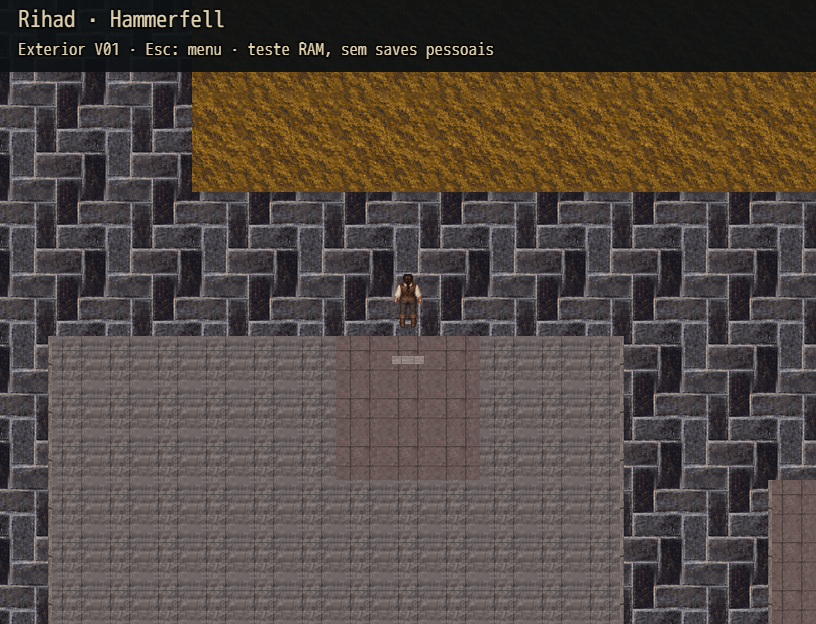 Rihad · Hammerfell
Exterior V01 · Esc: menu · teste RAM, sem saves pessoais